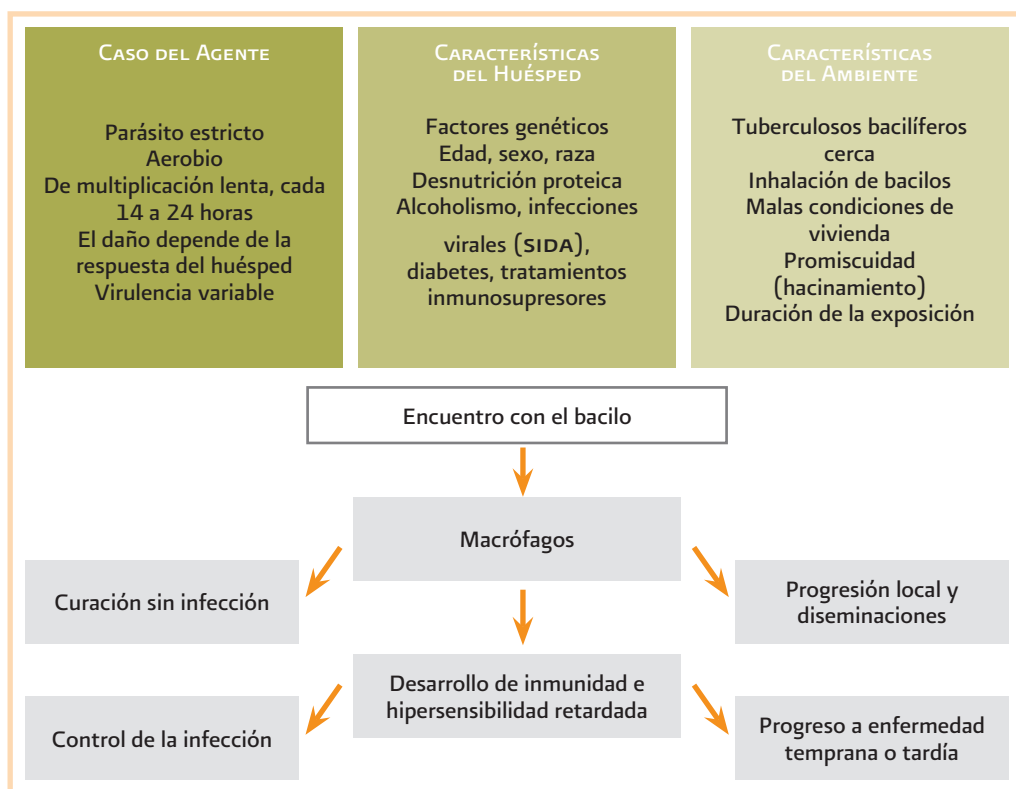 Caso del Agente
Parásito estricto
Aerobio
De multiplicación lenta, cada
14 a 24 horas
El daño depende de la
respuesta del huésped
Virulencia variable
Características
del Huésped
Factores genéticos
Edad, sexo, raza
Desnutrición proteica
Alcoholismo, infecciones
virales (SIDA),
diabetes, tratamientos
inmunosupresores
Características
del Ambiente
Tuberculosos bacilíferos
cerca
Inhalación de bacilos
Malas condiciones de
vivienda
Promiscuidad
(hacinamiento)
Duración de la exposición
Encuentro con el bacilo
Macrófagos
Curación sin infección
Progresión local y
diseminaciones
Desarrollo de inmunidad e
hipersensibilidad retardada
Control de la infección
Progreso a enfermedad
temprana o tardía